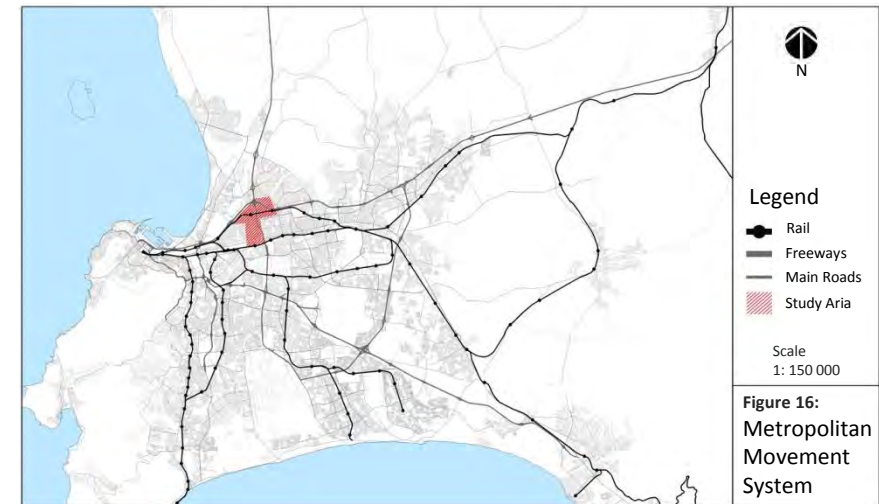 N
Legend
Rail
Freeways
Main Roads
Study Aria
Scale
1: 150 000
Figure 16:
Metropolitan
Movement
System